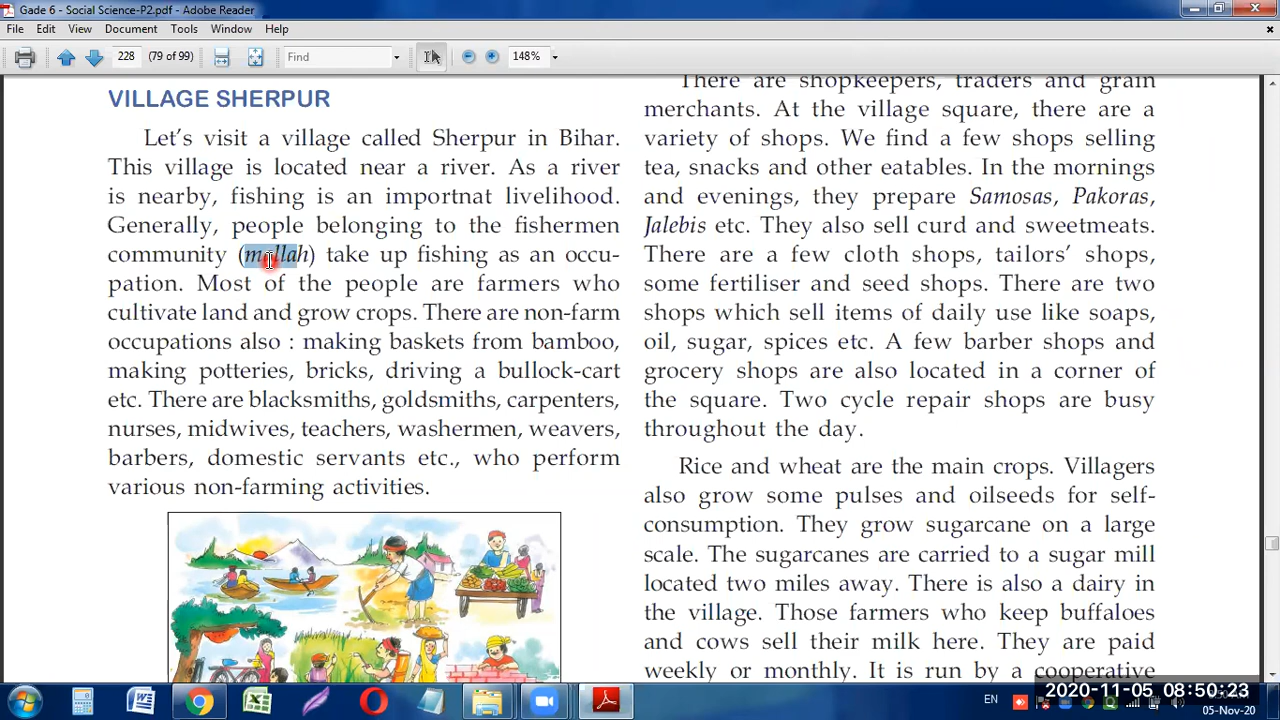 Gade 6 - Social Science-P2.pdf - Adobe Reader
File Edit View Document Tools Window Help
228 (79 of 99) Find 148%
VILLAGE SHERPUR
Let's visit a village called Sherpur in Bihar.
This village is located near a river. As a river
is nearby, fishing is an importnat livelihood.
Generally, people belonging to the fishermen
community (mallah) take up fishing as an occu-
pation. Most of the people are farmers who
cultivate land and grow crops. There are non-farm
occupations also : making baskets from bamboo,
making potteries, bricks, driving a bullock-cart
etc. There are blacksmiths, goldsmiths, carpenters,
nurses, midwives, teachers, washermen, weavers,
barbers, domestic servants etc., who perform
various non-farming activities.
There are shopkeepers, traders and grain
merchants. At the village square, there are a
variety of shops. We find a few shops selling
tea, snacks and other eatables. In the mornings
and evenings, they prepare Samosas, Pakoras,
Jalebis etc. They also sell curd and sweetmeats.
There are a few cloth shops, tailors' shops,
some fertiliser and seed shops. There are two
shops which sell items of daily use like soaps,
oil, sugar, spices etc. A few barber shops and
grocery shops are also located in a corner of
the square. Two cycle repair shops are busy
throughout the day.
Rice and wheat are the main crops. Villagers
also grow some pulses and oilseeds for self-
consumption. They grow sugarcane on a large
scale. The sugarcanes are carried to a sugar mill
located two miles away. There is also a dairy in
the village. Those farmers who keep buffaloes
and cows sell their milk here. They are paid
weekly or monthly. It is run by a cooperative
EN
2020-11-05 08:50:23
05-Nov-20